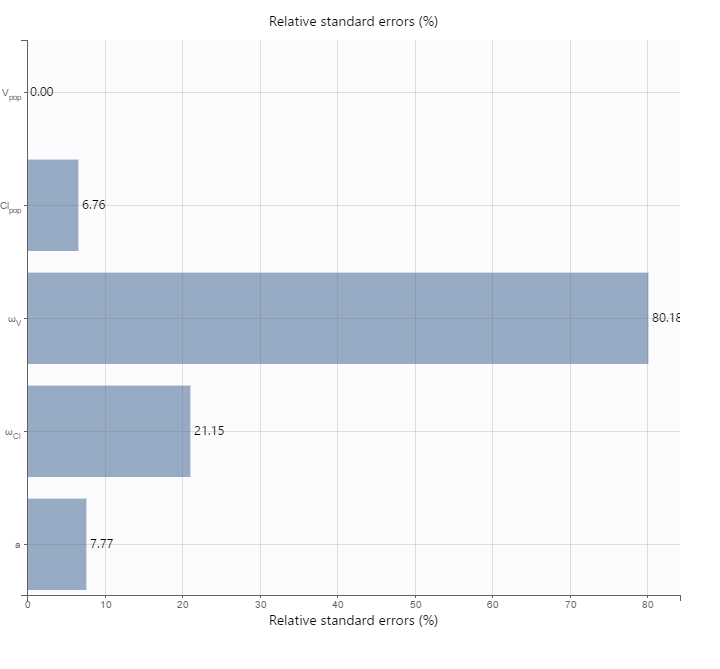 Relative standard errors (%)
Vpop 0.00
Clpop 6.76
ωV 80.18
ωCl 21.15
a 7.77
0 10 20 30 40 50 60 70 80
Relative standard errors (%)